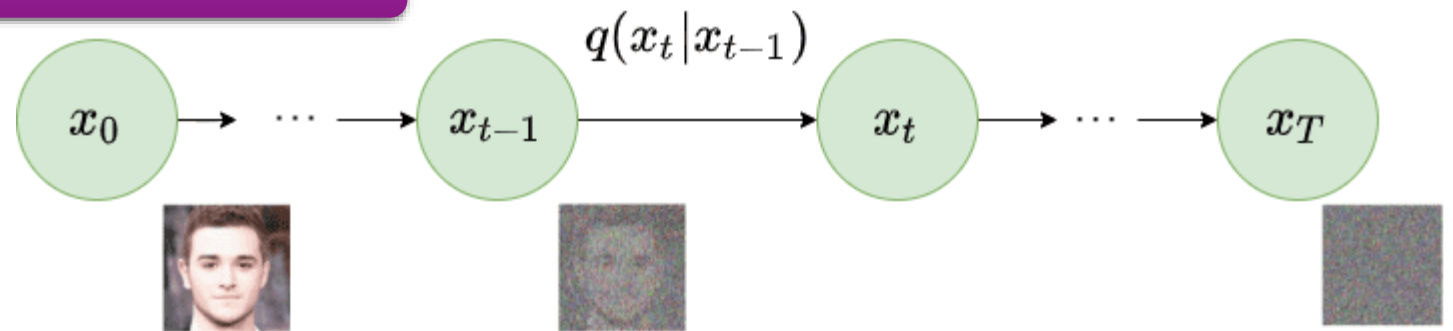 q(x_t|x_{t-1})
x_0 ... x_{t-1} x_t ... x_T